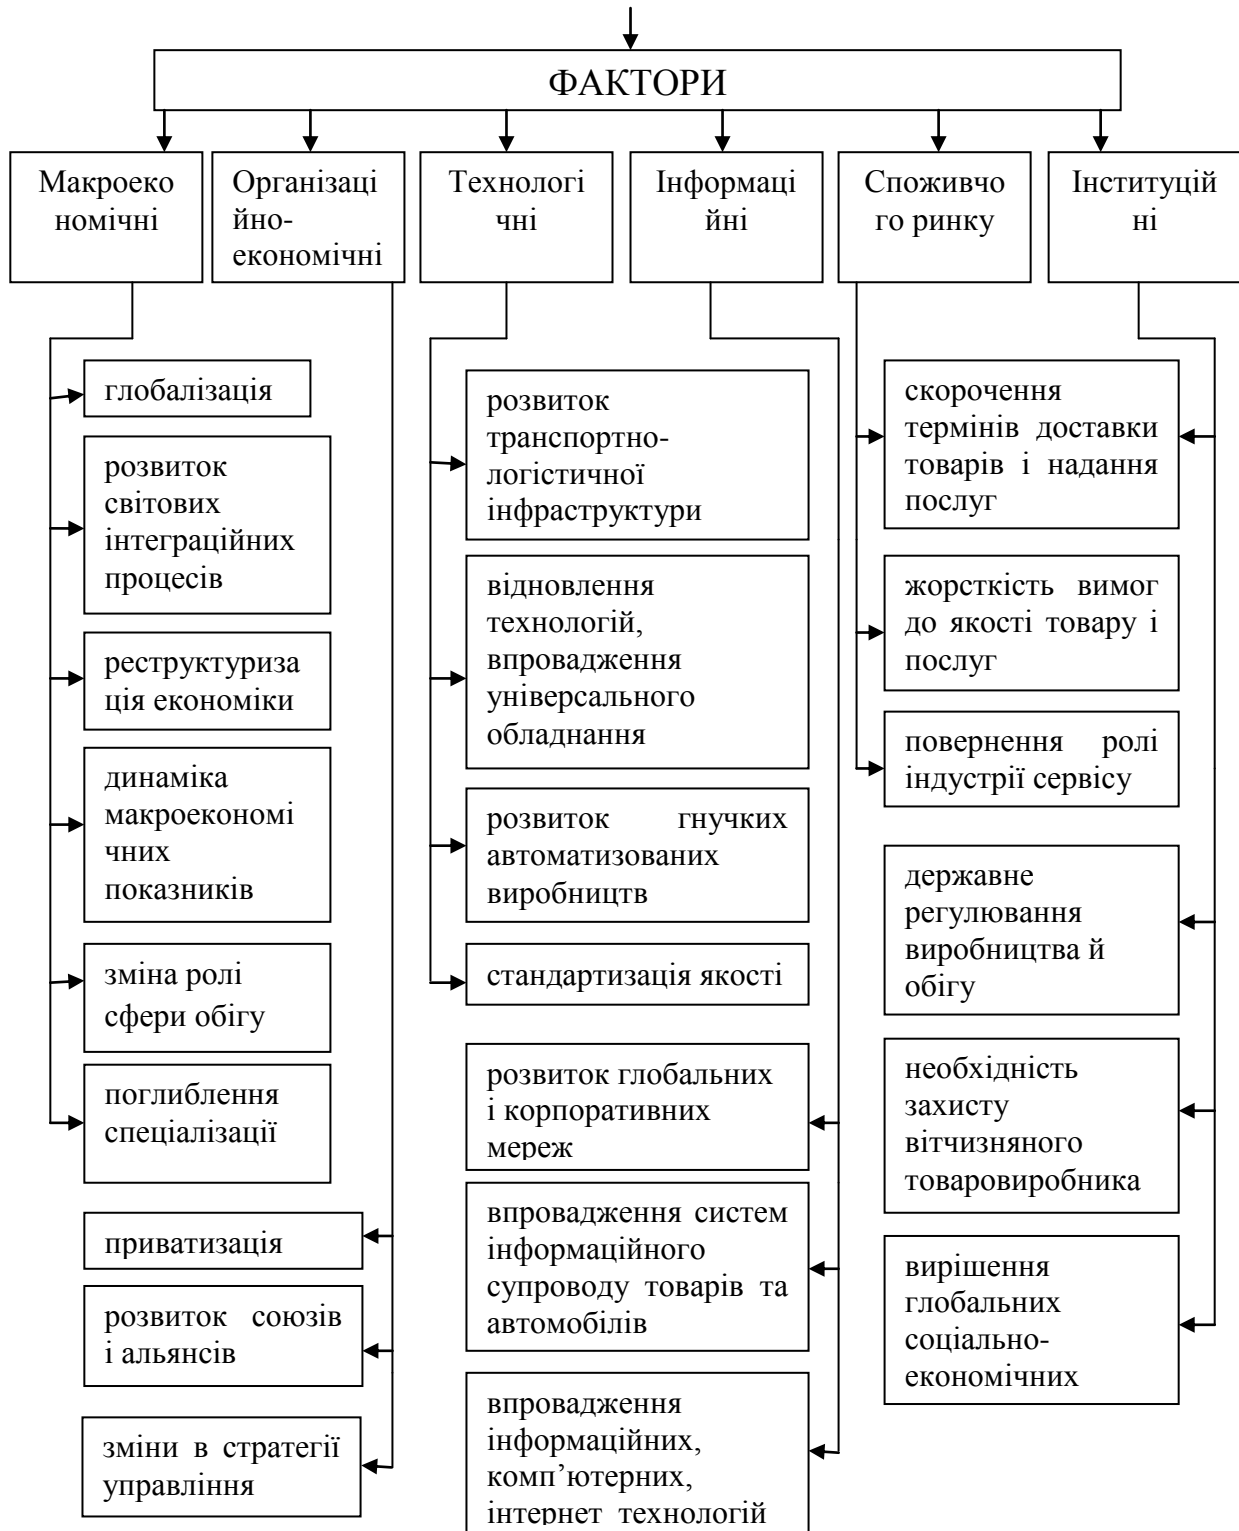 ФАКТОРИ
Макроеко
номічні
Організаці
йно-
економічні
Технологі
чні
Інформаці
йні
Споживчо
го ринку
Інституцій
ні
глобалізація
розвиток
світових
інтеграційних
процесів
реструктуриза
ція економіки
динаміка
макроекономі
чних
показників
зміна ролі
сфери обігу
поглиблення
спеціалізації
приватизація
розвиток союзів
і альянсів
зміни в стратегії
управління
розвиток
транспортно-
логістичної
інфраструктури
відновлення
технологій,
впровадження
універсального
обладнання
розвиток гнучких
автоматизованих
виробництв
стандартизація якості
розвиток глобальних
і корпоративних
мереж
впровадження систем
інформаційного
супроводу товарів та
автомобілів
впровадження
інформаційних,
комп’ютерних,
інтернет технологій
скорочення
термінів доставки
товарів і надання
послуг
жорсткість вимог
до якості товару і
послуг
повернення ролі
індустрії сервісу
державне
регулювання
виробництва й
обігу
необхідність
захисту
вітчизняного
товаровиробника
вирішення
глобальних
соціально-
економічних